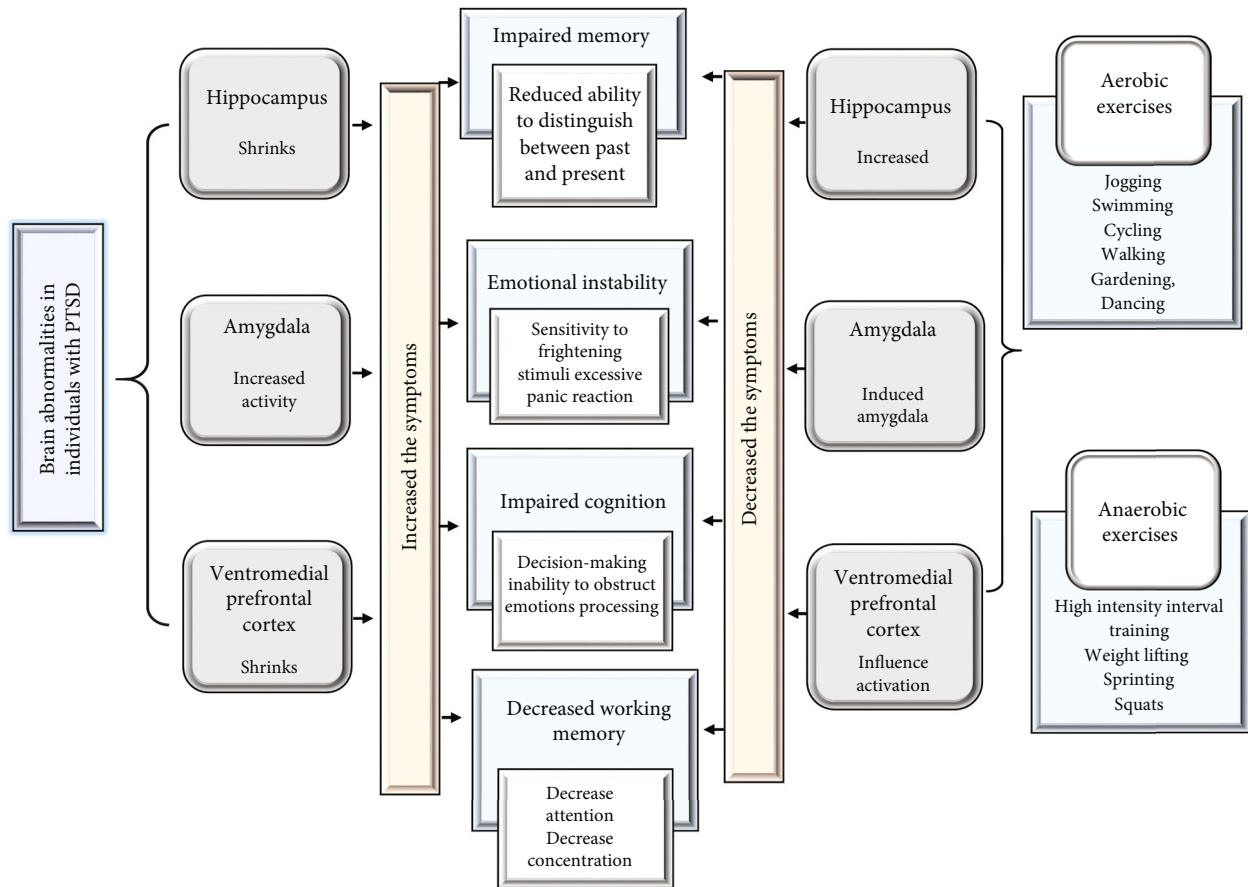 Brain abnormalities in
individuals with PTSD
Hippocampus
Shrinks
Amygdala
Increased
activity
Ventromedial
prefrontal
cortex
Shrinks
Increased the symptoms
Impaired memory
Reduced ability
to distinguish
between past
and present
Emotional instability
Sensitivity to
frightening
stimuli excessive
panic reaction
Impaired cognition
Decision-making
inability to obstruct
emotions processing
Decreased working
memory
Decrease
attention
Decrease
concentration
Decreased the symptoms
Hippocampus
Increased
Amygdala
Induced
amygdala
Ventromedial
prefrontal
cortex
Influence
activation
Aerobic
exercises
Jogging
Swimming
Cycling
Walking
Gardening,
Dancing
Anaerobic
exercises
High intensity interval
training
Weight lifting
Sprinting
Squats